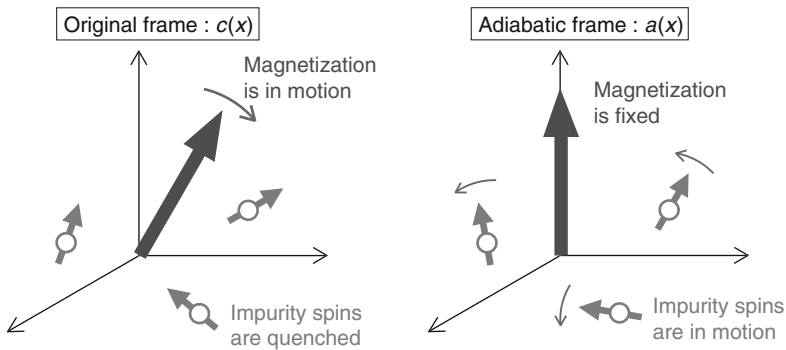 Original frame : c(x)
Magnetization
is in motion
Impurity spins
are quenched
Adiabatic frame : a(x)
Magnetization
is fixed
Impurity spins
are in motion